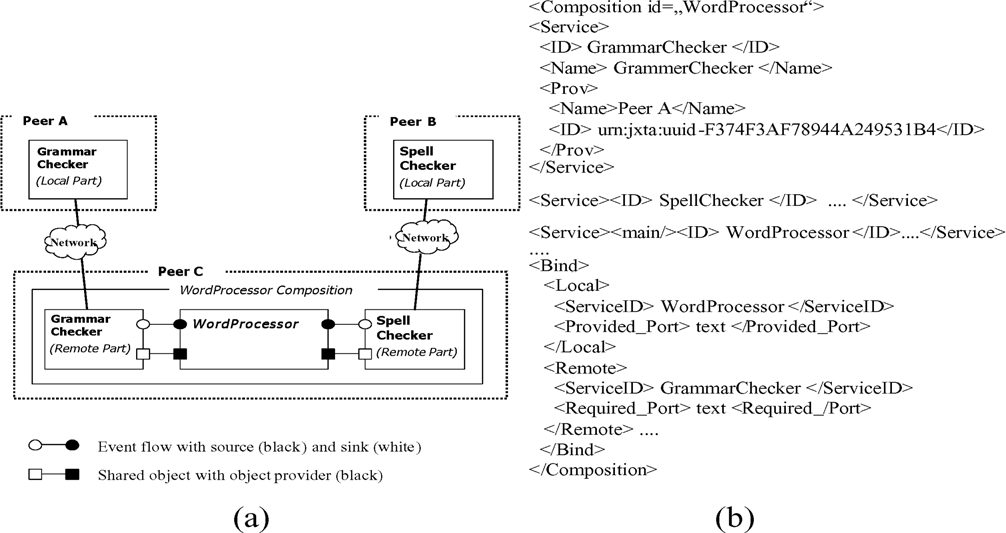 Peer A
Grammar
Checker
(Local Part)
Peer B
Spell
Checker
(Local Part)
Network
Network
Peer C
WordProcessor Composition
Grammar
Checker
(Remote Part)
WordProcessor
Spell
Checker
(Remote Part)
Event flow with source (black) and sink (white)
Shared object with object provider (black)
(a)
<Composition id=„WordProcessor“>
<Service>
<ID> GrammarChecker </ID>
<Name> GrammerChecker </Name>
<Prov>
<Name>Peer A</Name>
<ID> urn:jxta:uuid-F374F3AF78944A249531B4</ID>
</Prov>
</Service>
<Service><ID> SpellChecker </ID> .... </Service>
<Service><main/><ID> WordProcessor </ID>....</Service>
....
<Bind>
<Local>
<ServiceID> WordProcessor </ServiceID>
<Provided_Port> text </Provided_Port>
</Local>
<Remote>
<ServiceID> GrammarChecker </ServiceID>
<Required_Port> text <Required_/Port>
</Remote> ....
</Bind>
</Composition>
(b)